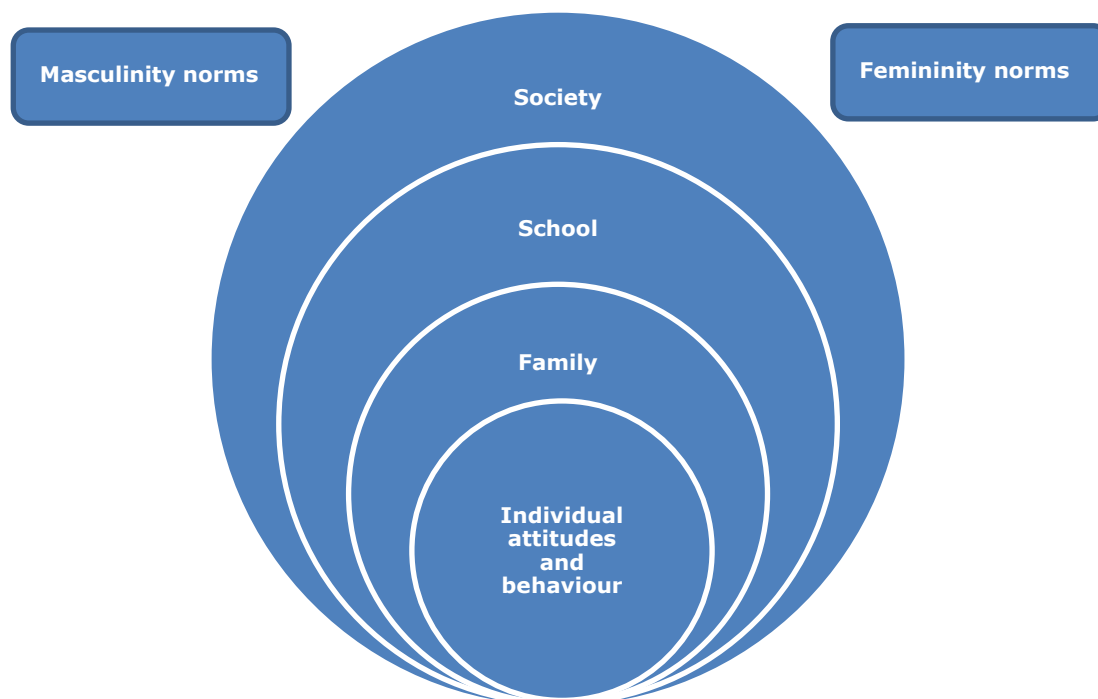 Masculinity norms
Femininity norms
Society
School
Family
Individual
attitudes
and
behaviour